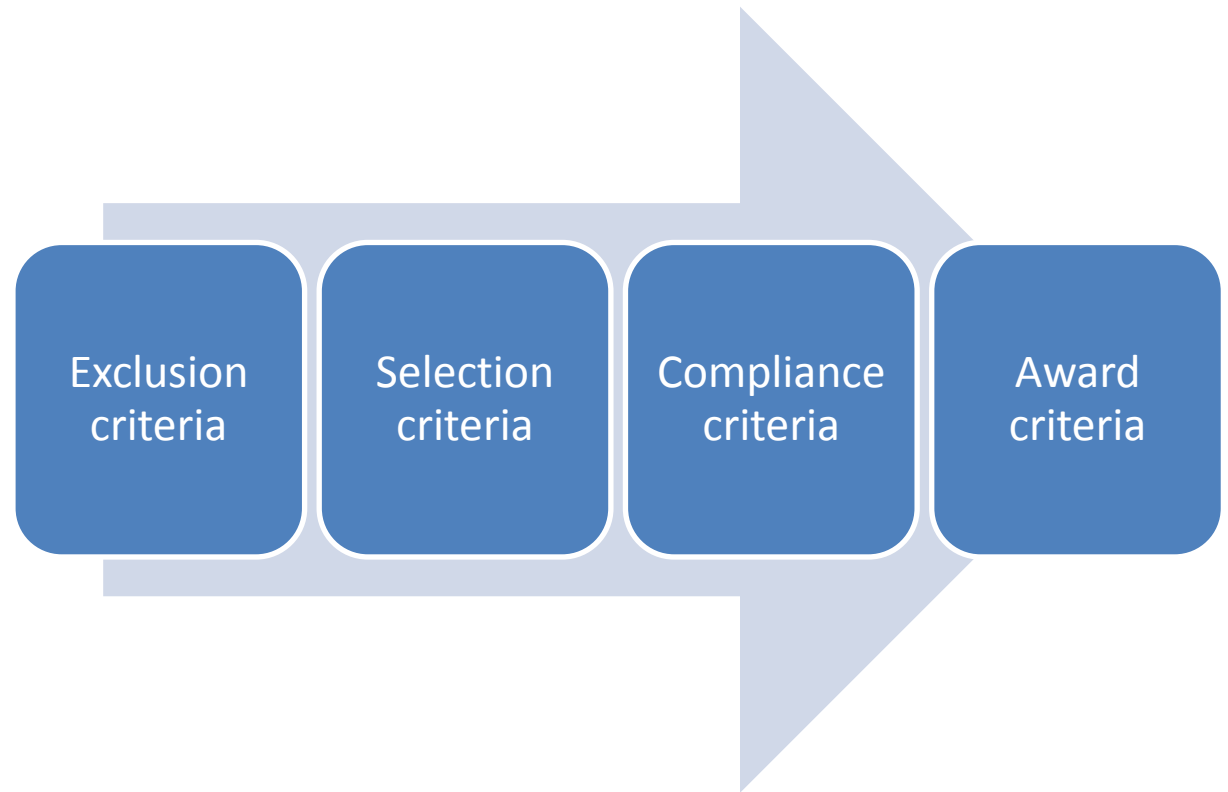 Exclusion
criteria
Selection
criteria
Compliance
criteria
Award
criteria